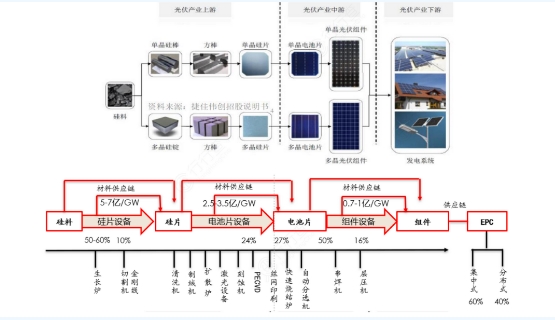 光伏产业上游 光伏产业中游 光伏产业下游
单晶硅棒 方棒 单晶硅片 单晶电池片 单晶光伏组件
硅料
资料来源：捷佳伟创招股说明书
多晶硅锭 方棒 多晶硅片 多晶电池片 多晶光伏组件 发电系统
材料供应链 材料供应链 材料供应链
5-7亿/GW 2.5-3.5亿/GW 0.7-1亿/GW 供应链
硅料 硅片设备 硅片 电池片设备 电池片 组件设备 组件 EPC
50-60% 10% 24% 27% 50% 16%
生长炉 切割机 金刚线 清洗机 制绒机 扩散炉 激光设备 刻蚀机 PECVD 丝网印刷 快速烧结炉 自动分选机 串焊机 层压机 集中式 分布式
60% 40%